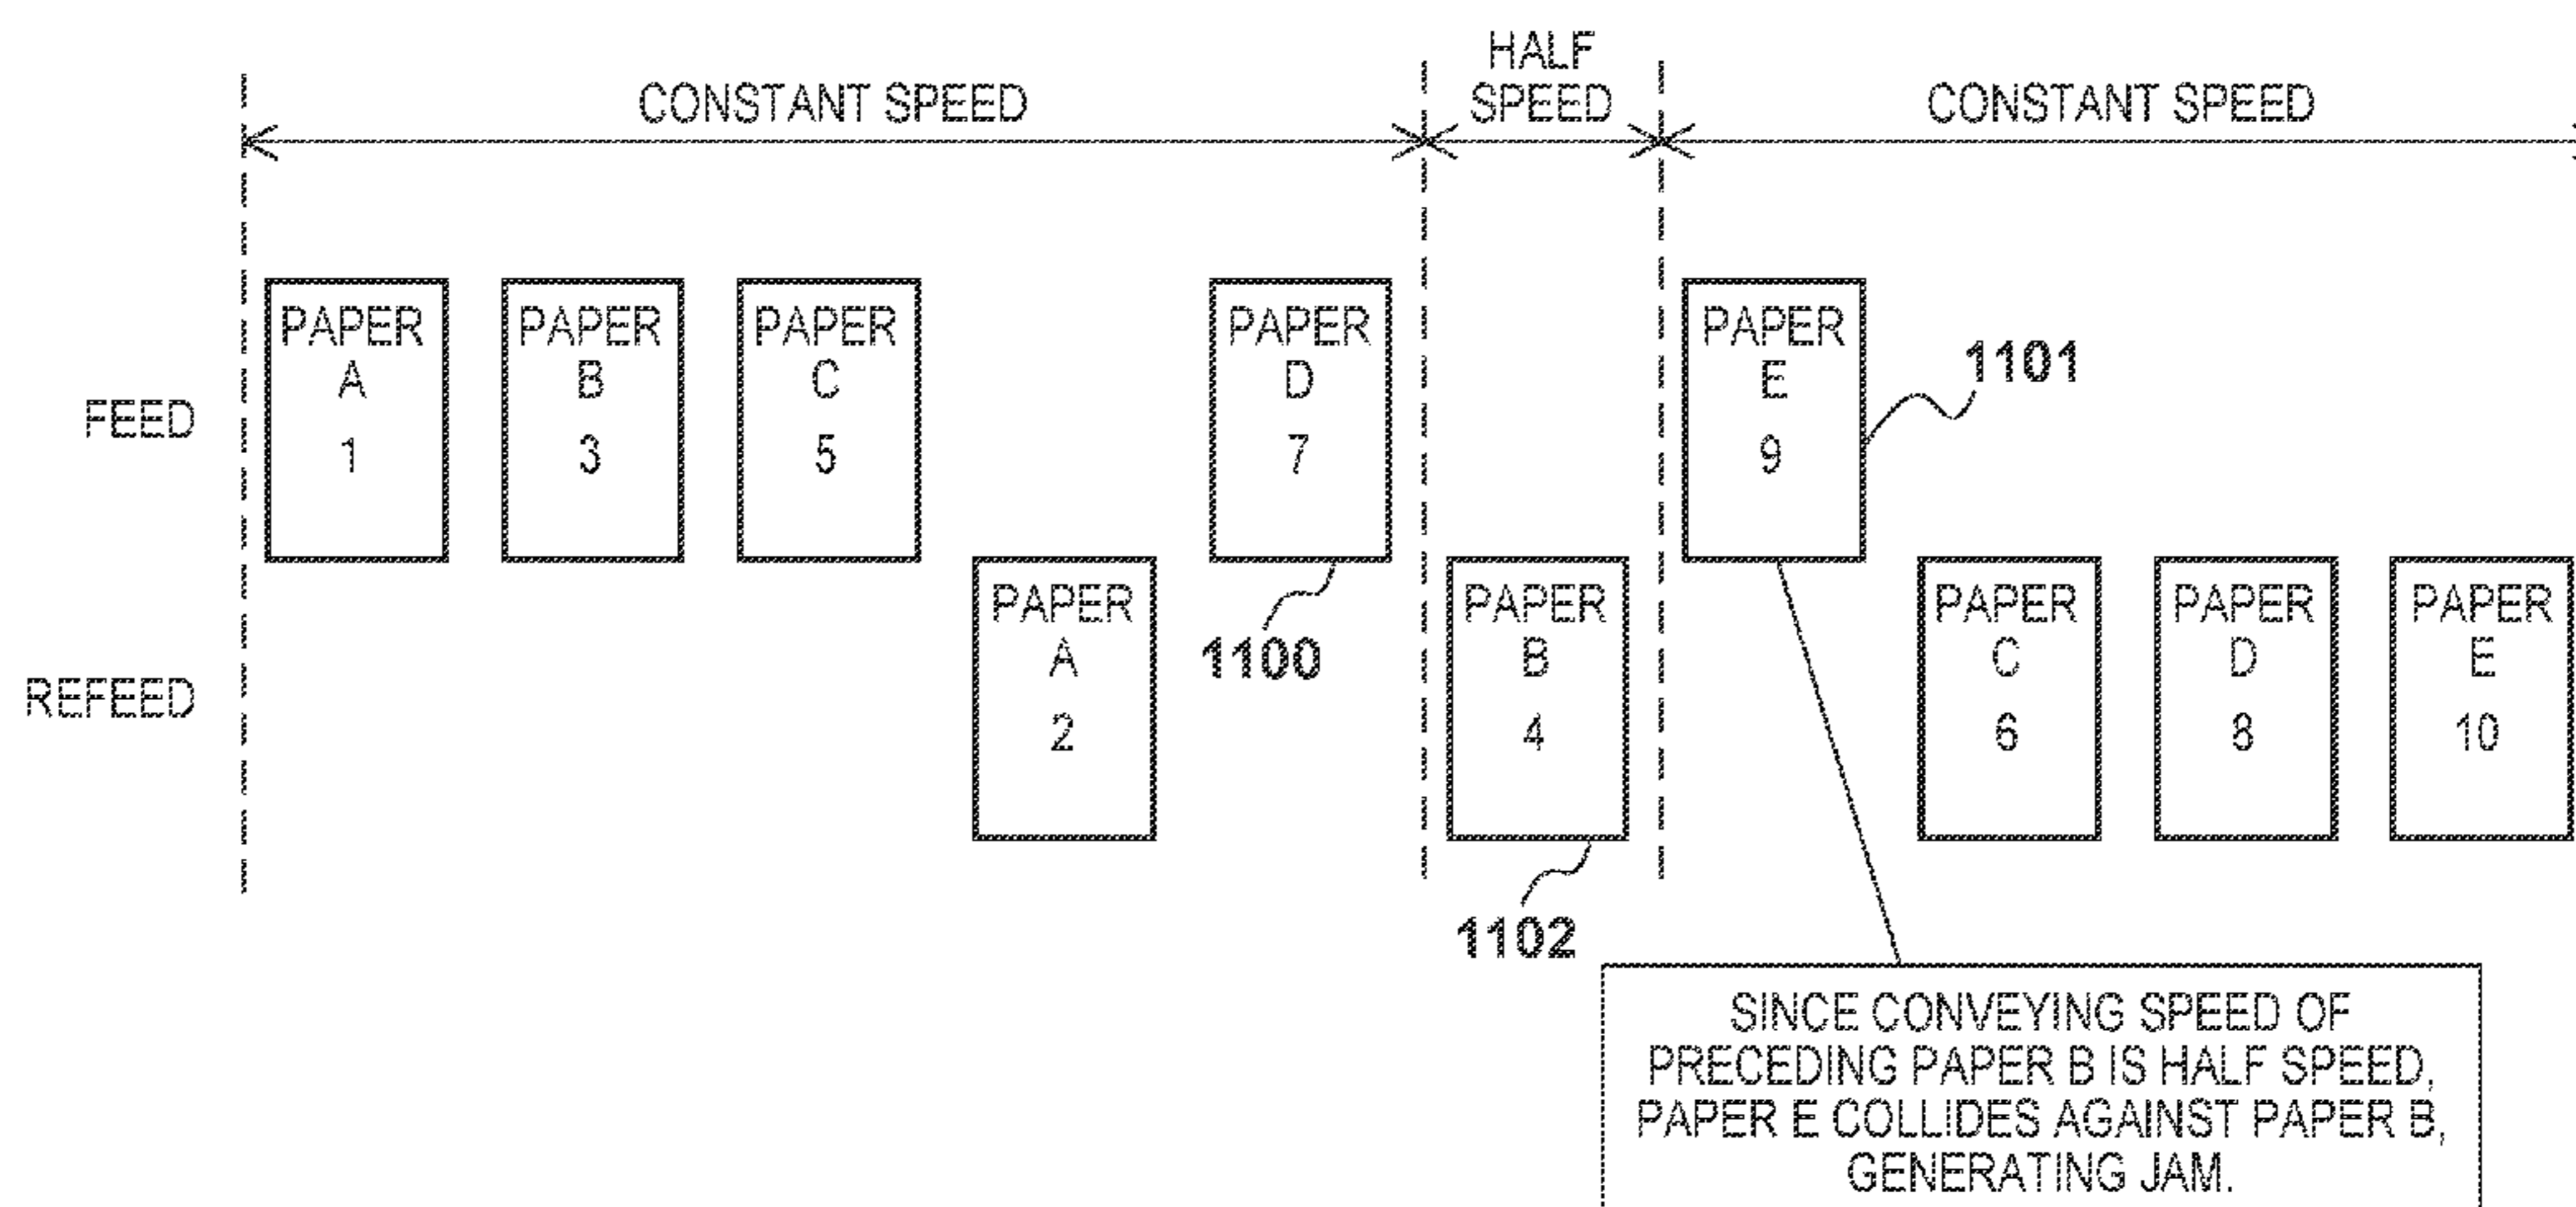 HALF
SPEED
CONSTANT SPEED
CONSTANT SPEED
FEED
PAPER
A
1
PAPER
B
3
PAPER
C
5
PAPER
D
7
PAPER
E
9
1101
REFEED
PAPER
A
2
1100
PAPER
B
4
PAPER
C
6
PAPER
D
8
PAPER
E
10
1102
SINCE CONVEYING SPEED OF
PRECEDING PAPER B IS HALF SPEED,
PAPER E COLLIDES AGAINST PAPER B,
GENERATING JAM.